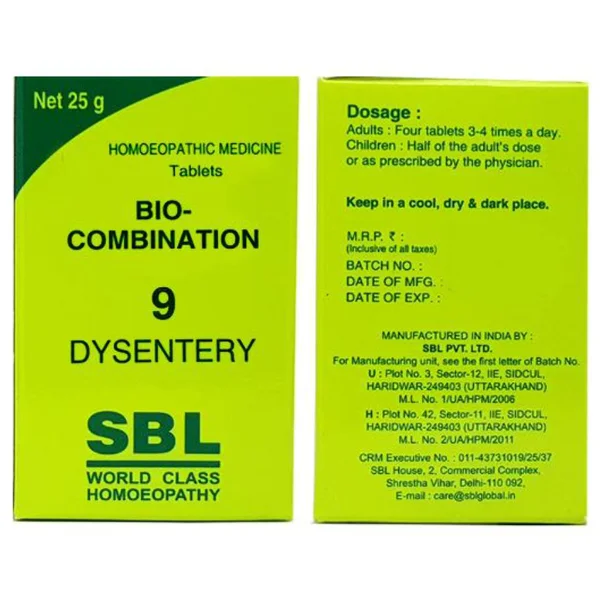 Net 25 g
HOMOEOPATHIC MEDICINE
Tablets
BIO-
COMBINATION
9
DYSENTERY
SBL
WORLD CLASS
HOMOEOPATHY
Dosage :
Adults : Four tablets 3-4 times a day.
Children : Half of the adult's dose
or as prescribed by the physician.
Keep in a cool, dry & dark place.
M.R.P. ₹ :
(Inclusive of all taxes)
BATCH NO. :
DATE OF MFG. :
DATE OF EXP. :
MANUFACTURED IN INDIA BY :
SBL PVT. LTD.
For Manufacturing unit, see the first letter of Batch No.
U : Plot No. 3, Sector-12, IIE, SIDCUL,
HARIDWAR-249403 (UTTARAKHAND)
M.L. No. 1/UA/HPM/2006
H : Plot No. 42, Sector-11, IIE, SIDCUL,
HARIDWAR-249403 (UTTARAKHAND)
M.L. No. 2/UA/HPM/2011
CRM Executive No. : 011-43731019/25/37
SBL House, 2, Commercial Complex,
Shrestha Vihar, Delhi-110 092,
E-mail : care@sblglobal.in